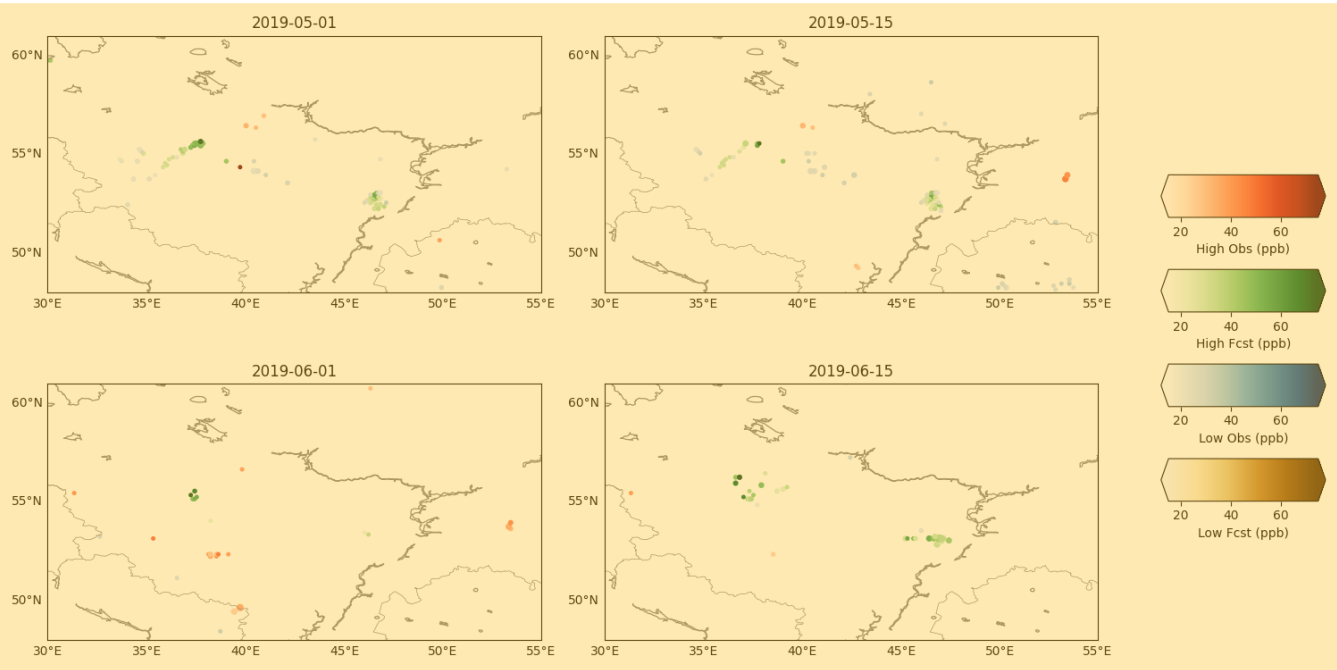 2019-05-01
2019-05-15
60°N
55°N
50°N
30°E 35°E 40°E 45°E 50°E 55°E
60°N
55°N
50°N
30°E 35°E 40°E 45°E 50°E 55°E
2019-06-01
2019-06-15
60°N
55°N
50°N
30°E 35°E 40°E 45°E 50°E 55°E
60°N
55°N
50°N
30°E 35°E 40°E 45°E 50°E 55°E
20 40 60
High Obs (ppb)
20 40 60
High Fcst (ppb)
20 40 60
Low Obs (ppb)
20 40 60
Low Fcst (ppb)